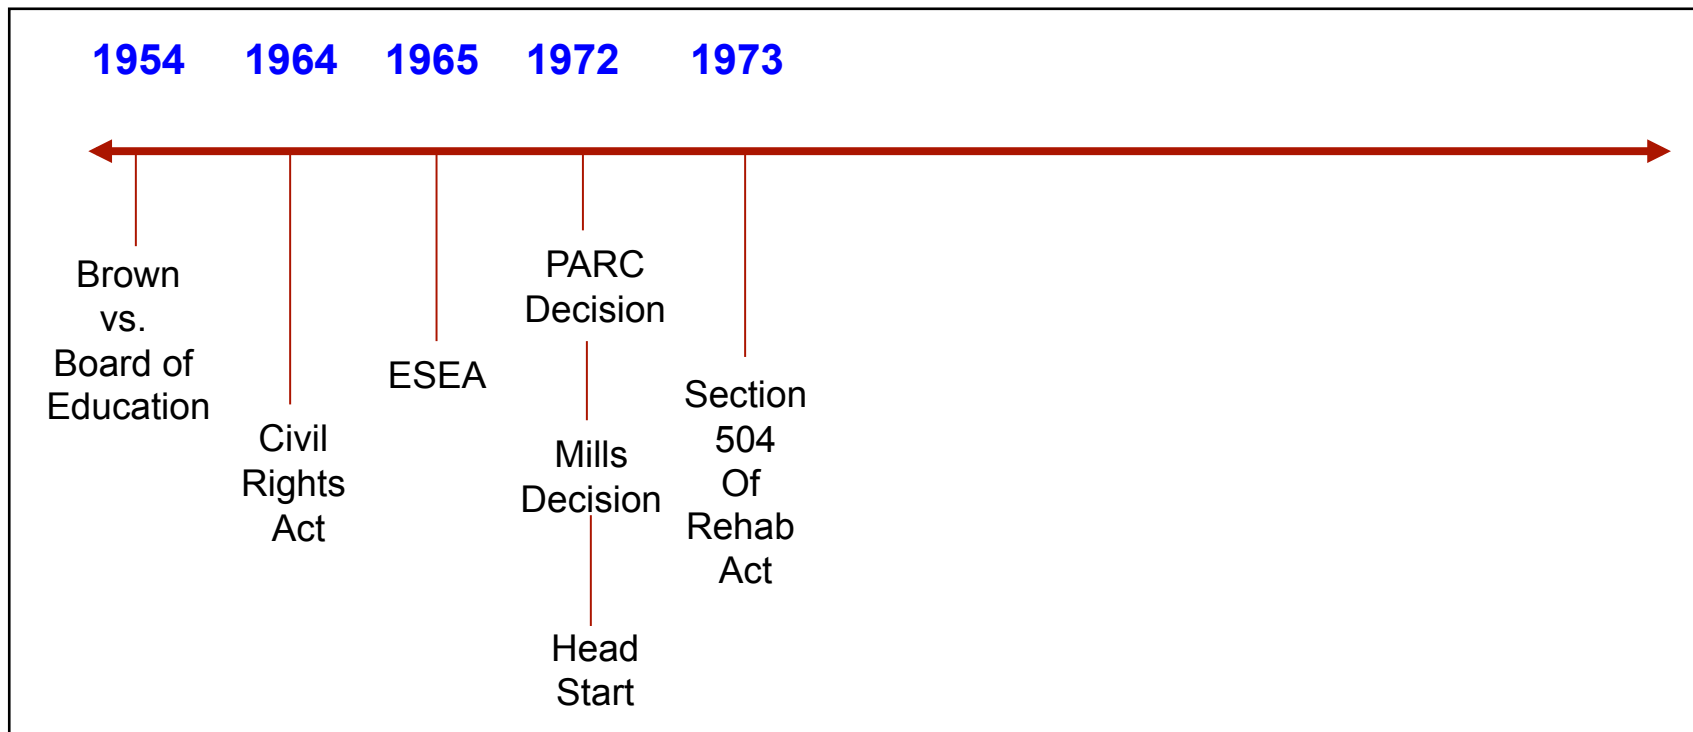 1954 1964 1965 1972 1973
Brown
vs.
Board of
Education
Civil
Rights
Act
ESEA
PARC
Decision
Mills
Decision
Head
Start
Section
504
Of
Rehab
Act